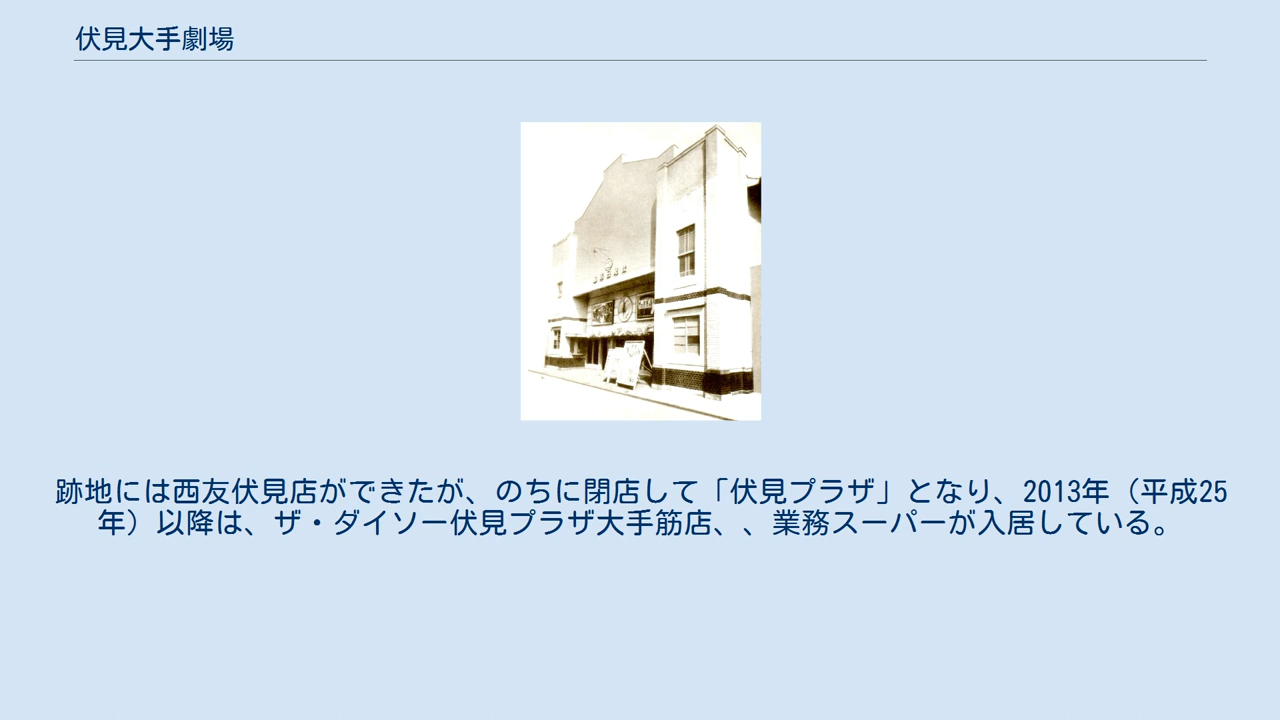 伏見大手劇場
跡地には西友伏見店ができたが、のちに閉店して「伏見プラザ」となり、2013年（平成25
年）以降は、ザ・ダイソー伏見プラザ大手筋店、、業務スーパーが入居している。